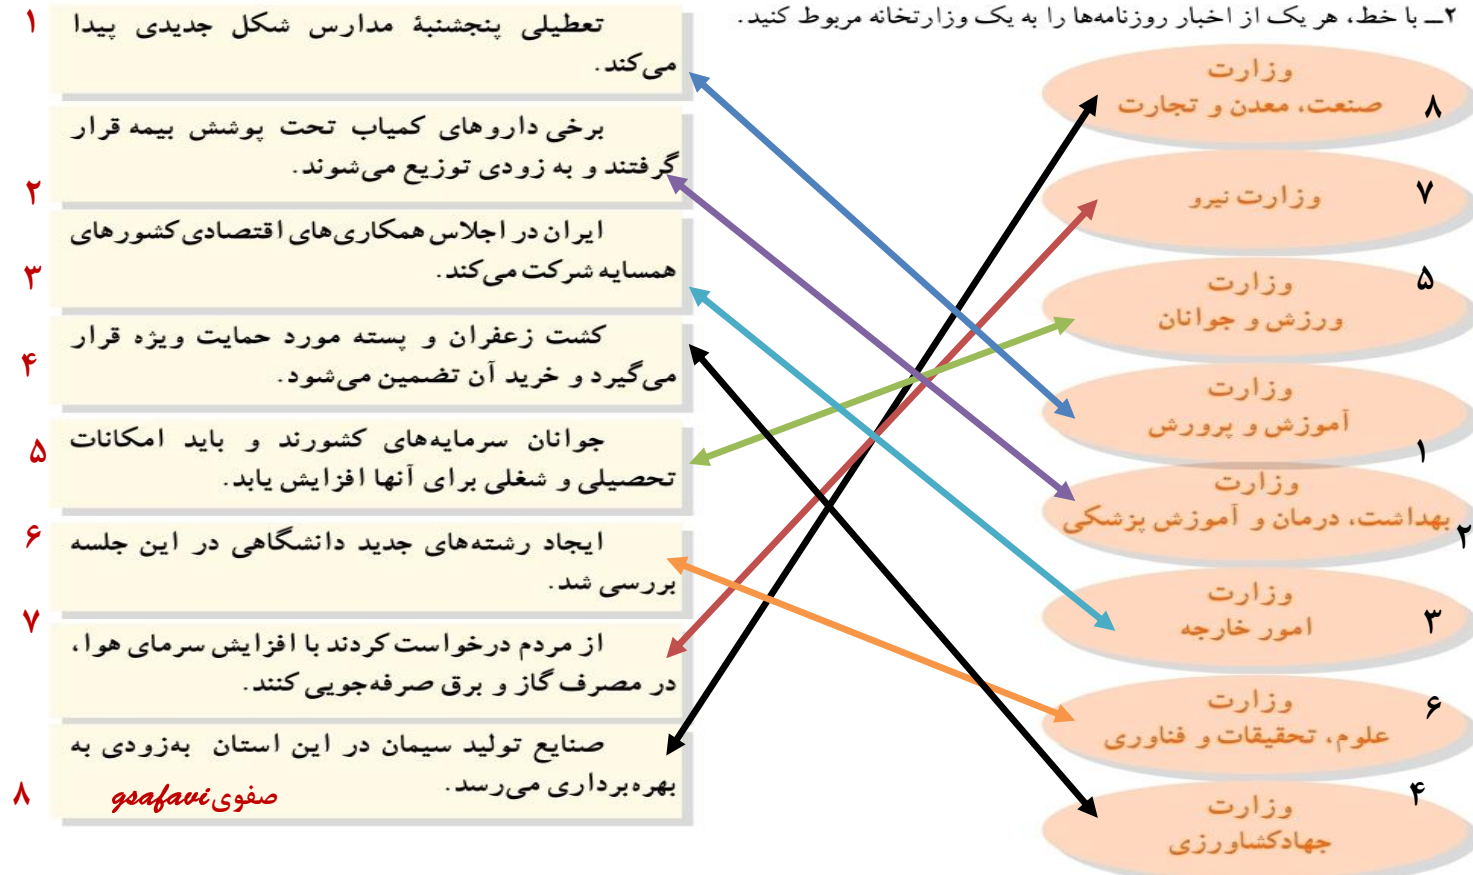 ۲ــ با خط، هر یک از اخبار روزنامه‌ها را به یک وزارتخانه مربوط کنید.
وزارت
صنعت، معدن و تجارت
۸
وزارت نیرو
۷
وزارت
ورزش و جوانان
۵
وزارت
آموزش و پرورش
۱
وزارت
بهداشت، درمان و آموزش پزشکی
۲
وزارت
امور خارجه
۳
وزارت
علوم، تحقیقات و فناوری
۶
وزارت
جهادکشاورزی
۴
تعطیلی پنجشنبهٔ مدارس شکل جدیدی پیدا
می‌کند.
۱
برخی داروهای کمیاب تحت پوشش بیمه قرار
گرفتند و به زودی توزیع می‌شوند.
۲
ایران در اجلاس همکاری‌های اقتصادی کشورهای
همسایه شرکت می‌کند.
۳
کشت زعفران و پسته مورد حمایت ویژه قرار
می‌گیرد و خرید آن تضمین می‌شود.
۴
جوانان سرمایه‌های کشورند و باید امکانات
تحصیلی و شغلی برای آنها افزایش یابد.
۵
ایجاد رشته‌های جدید دانشگاهی در این جلسه
بررسی شد.
۶
از مردم درخواست کردند با افزایش سرمای هوا،
در مصرف گاز و برق صرفه‌جویی کنند.
۷
صنایع تولید سیمان در این استان به‌زودی به
بهره‌برداری می‌رسد.
۸
صفوی gsafavi